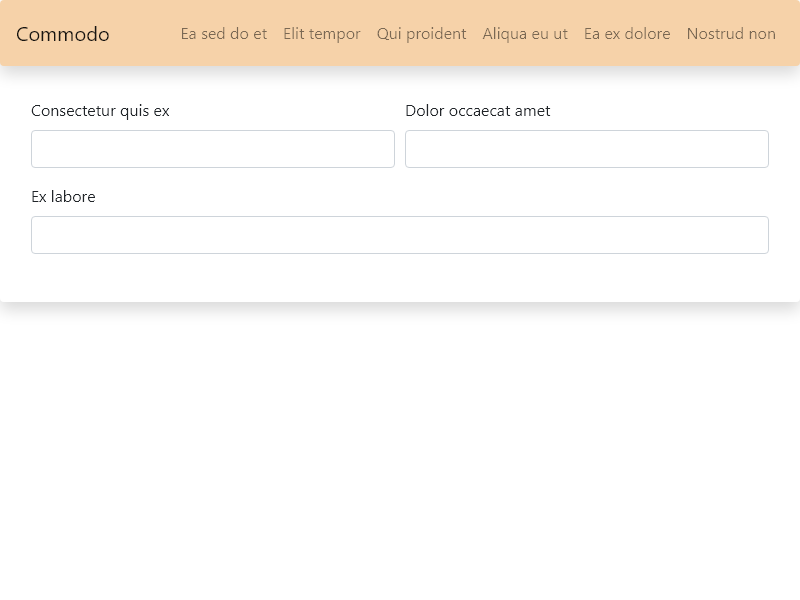 Commodo Ea sed do et Elit tempor Qui proident Aliqua eu ut Ea ex dolore Nostrud non
Consectetur quis ex Dolor occaecat amet
Ex labore